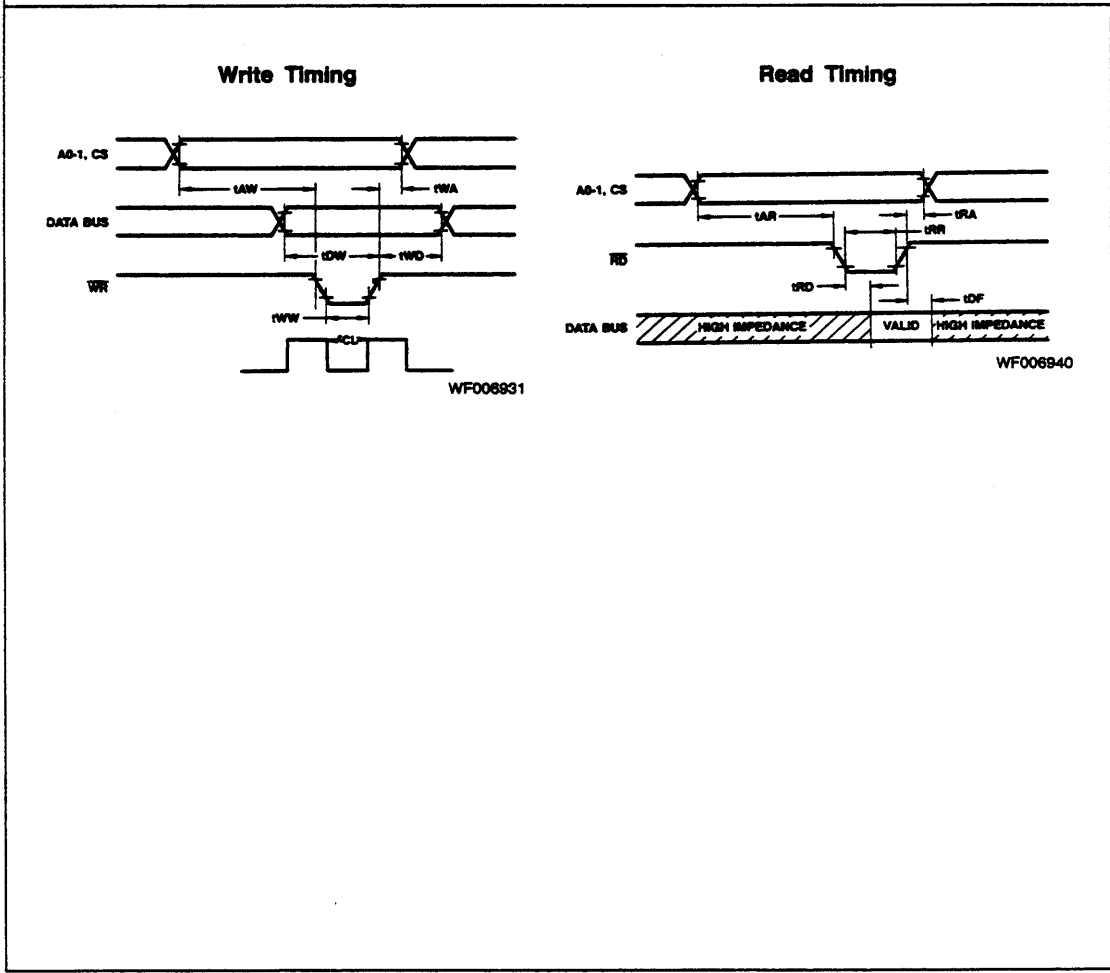 Write Timing
A0-1, CS
tAW
tWA
DATA BUS
tDW
tWD
WR
tWW
WF006931
Read Timing
A0-1, CS
tAR
tRA
tRR
RD
tRD
tDF
DATA BUS
HIGH IMPEDANCE
VALID
HIGH IMPEDANCE
WF006940